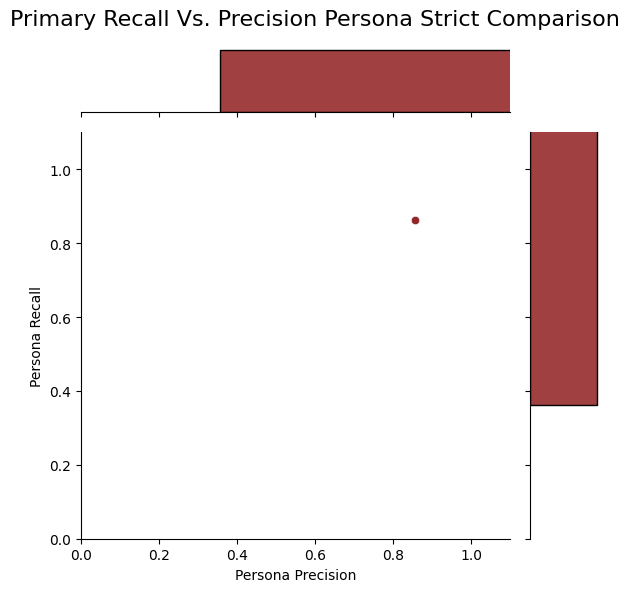 Primary Recall Vs. Precision Persona Strict Comparison
1.0
0.8
0.6
0.4
0.2
0.0
Persona Recall
0.0 0.2 0.4 0.6 0.8 1.0
Persona Precision